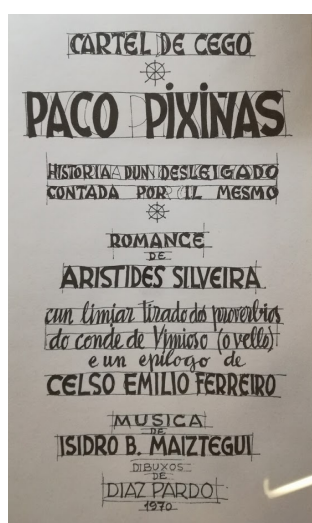 CARTEL DE CEGO
PACO PIXIÑAS
HISTORIA DUN DESLEIGADO
CONTADA POR IL MESMO
ROMANCE
DE
ARISTIDES SILVEIRA
cun limiar tirado dos proverbios
do conde de Vimioso (o vello)
e un epílogo de
CELSO EMILIO FERREIRO
MUSICA
DE
ISIDRO B. MAIZTEGUI
DIBUXOS
DE
DIAZ PARDO
1970